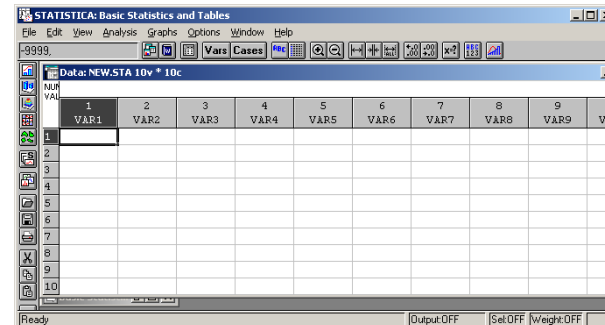 STATISTICA: Basic Statistics and Tables
File Edit View Analysis Graphs Options Window Help
-9999, Vars Cases ABC
Data: NEW.STA 10v * 10c
NUM
VAL
1 2 3 4 5 6 7 8 9
VAR1 VAR2 VAR3 VAR4 VAR5 VAR6 VAR7 VAR8 VAR9 V
1
2
3
4
5
6
7
8
9
10
Ready Output:OFF Sel:OFF Weight:OFF